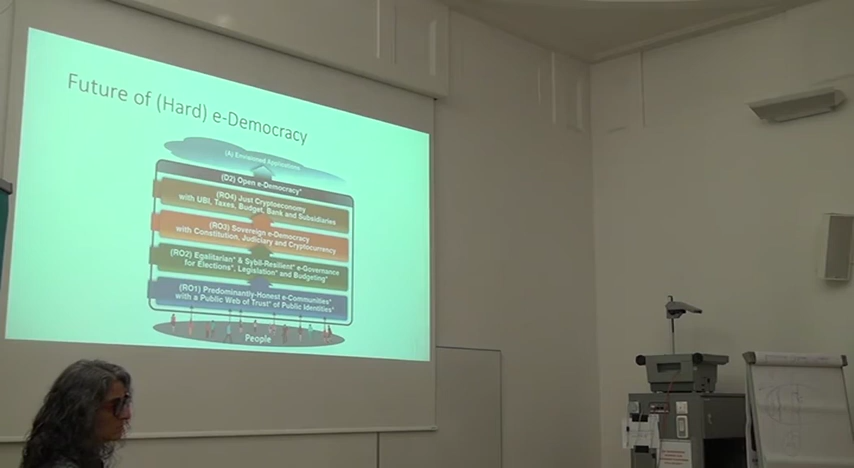 Future of (Hard) e-Democracy
(A) Envisioned Applications
(D2) Open e-Democracy*
(RO4) Just Cryptoeconomy
with UBI, Taxes, Budget, Bank and Subsidiaries
(RO3) Sovereign e-Democracy
with Constitution, Judiciary and Cryptocurrency
(RO2) Egalitarian* & Sybil-Resilient* e-Governance
for Elections*, Legislation* and Budgeting*
(RO1) Predominantly-Honest e-Communities*
with a Public Web of Trust* of Public Identities*
People